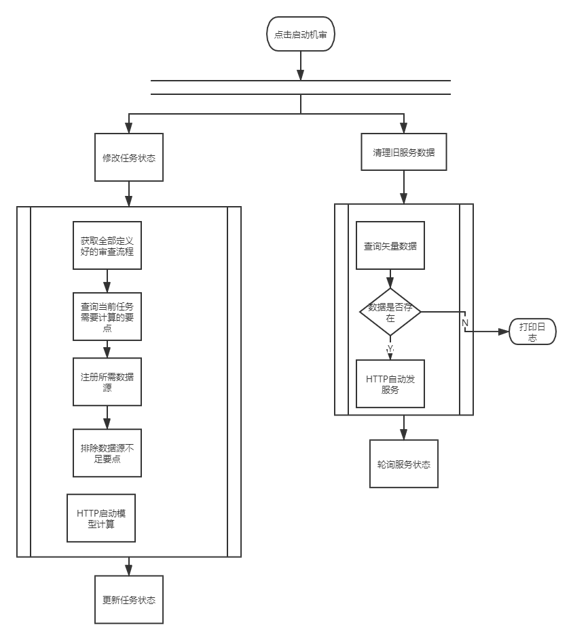 点击启动机审
修改任务状态
清理旧服务数据
获取全部定义
好的审查流程
查询当前任务
需要计算的要
点
注册所需数据
源
排除数据源不
足要点
HTTP启动模
型计算
更新任务状态
查询矢量数据
数据是否存
在
N
打印日
志
Y
HTTP自动发
服务
轮询服务状态